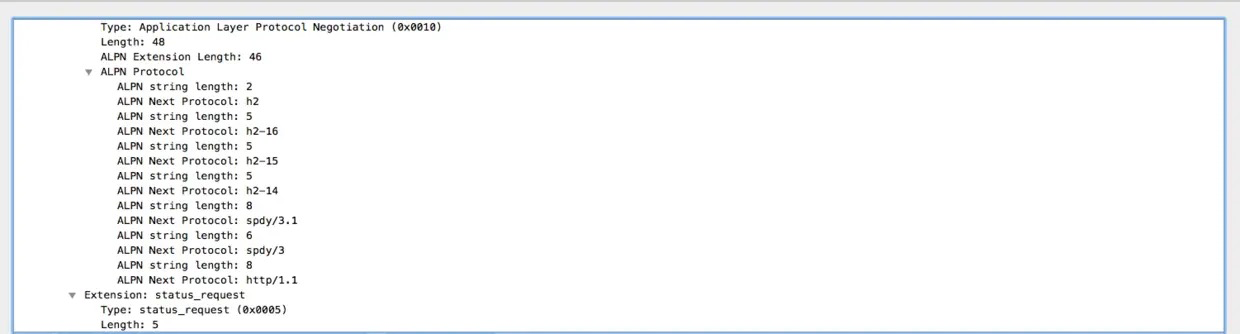 Type: Application Layer Protocol Negotiation (0x0010)
Length: 48
ALPN Extension Length: 46
ALPN Protocol
ALPN string length: 2
ALPN Next Protocol: h2
ALPN string length: 5
ALPN Next Protocol: h2-16
ALPN string length: 5
ALPN Next Protocol: h2-15
ALPN string length: 5
ALPN Next Protocol: h2-14
ALPN string length: 8
ALPN Next Protocol: spdy/3.1
ALPN string length: 6
ALPN Next Protocol: spdy/3
ALPN string length: 8
ALPN Next Protocol: http/1.1
Extension: status_request
Type: status_request (0x0005)
Length: 5